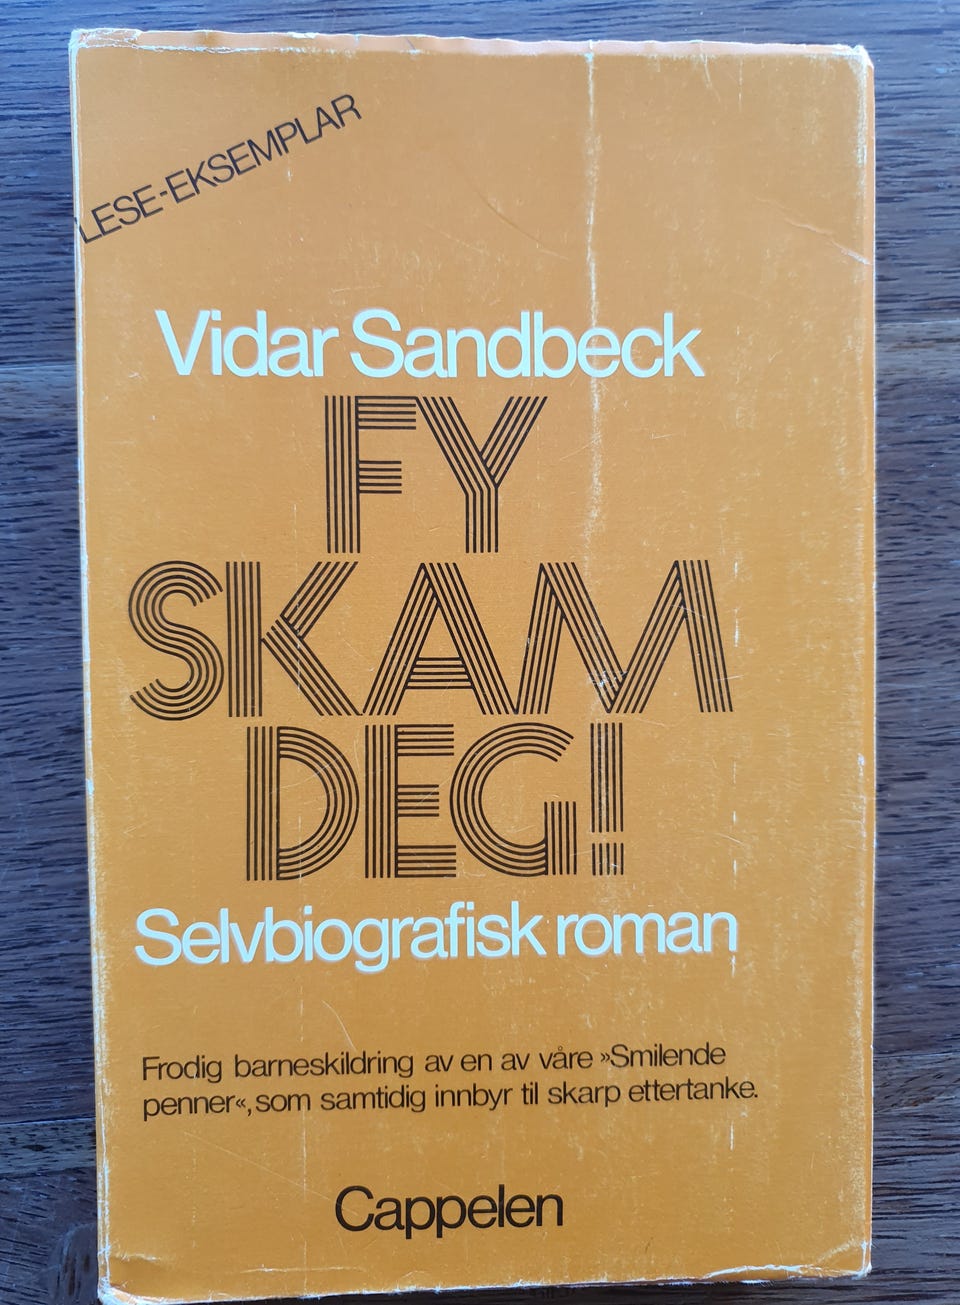 LESE-EKSEMPLAR
Vidar Sandbeck
FY
SKAM
DEG!
Selvbiografisk roman
Frodig barneskildring av en av våre »Smilende
penner«, som samtidig innbyr til skarp ettertanke.
Cappelen